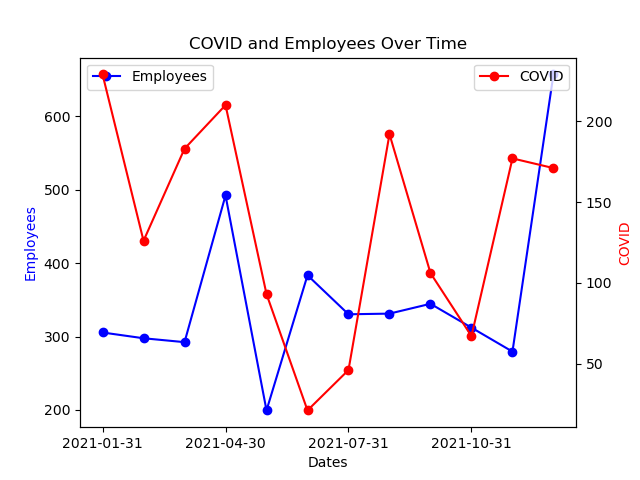 COVID and Employees Over Time
Employees
COVID
600
500
400
300
200
200
150
100
50
Employees
COVID
2021-01-31
2021-04-30
2021-07-31
2021-10-31
Dates